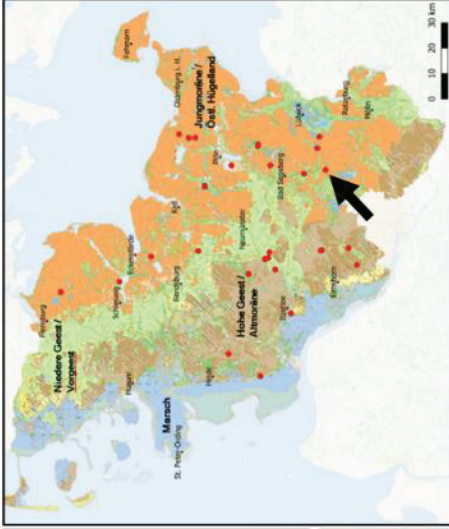 Flensburg
Niedere Geest /
Vorgeest
Husum
Schleswig
Eckernförde
Fehmarn
Marsch
St. Peter-Ording
Rendsburg
Kiel
Oldenburg i. H.
Heide
Jungmoräne /
Östl. Hügelland
Plön
Hohe Geest /
Altmoräne
Neumünster
Itzehoe
Bad Segeberg
Lübeck
Elmshorn
Ratzeburg
Mölln
0 10 20 30 km